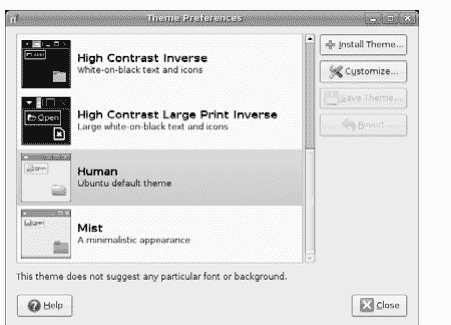 Theme Preferences
High Contrast Inverse
White-on-black text and icons
High Contrast Large Print Inverse
Large white-on-black text and icons
Open
Human
Ubuntu default theme
Mist
A minimalistic appearance
Install Theme...
Customize...
Save Theme...
Revert
This theme does not suggest any particular font or background.
Help
Close